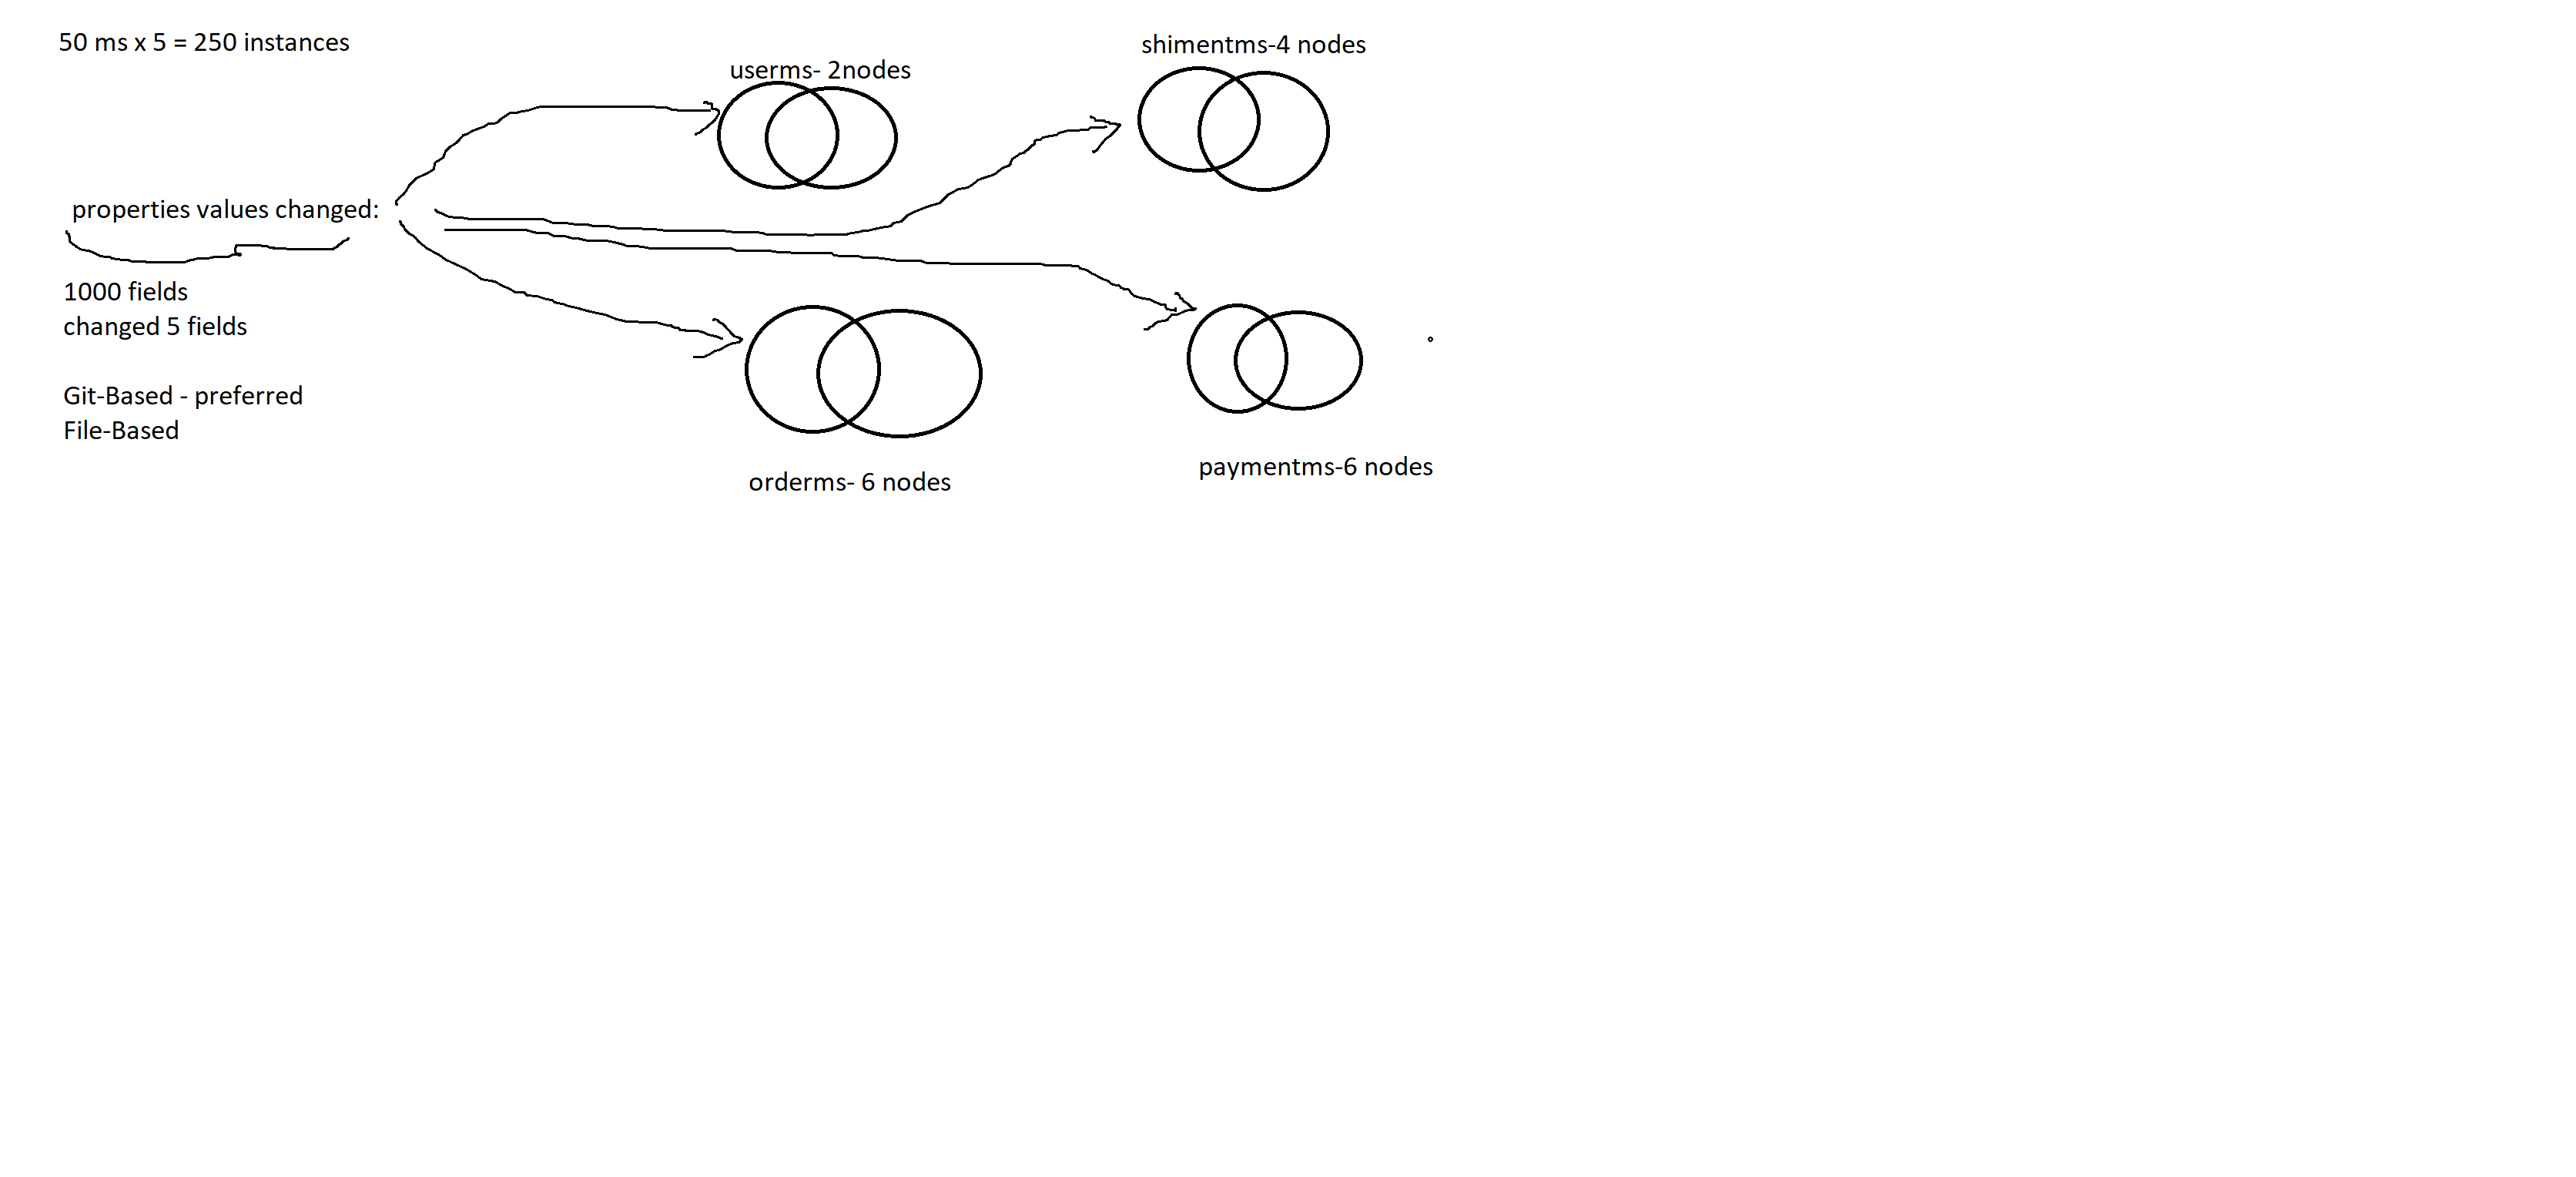 50 ms x 5 = 250 instances
userms- 2nodes
shimentms-4 nodes
properties values changed:
1000 fields
changed 5 fields
Git-Based - preferred
File-Based
orderms- 6 nodes
paymentms-6 nodes